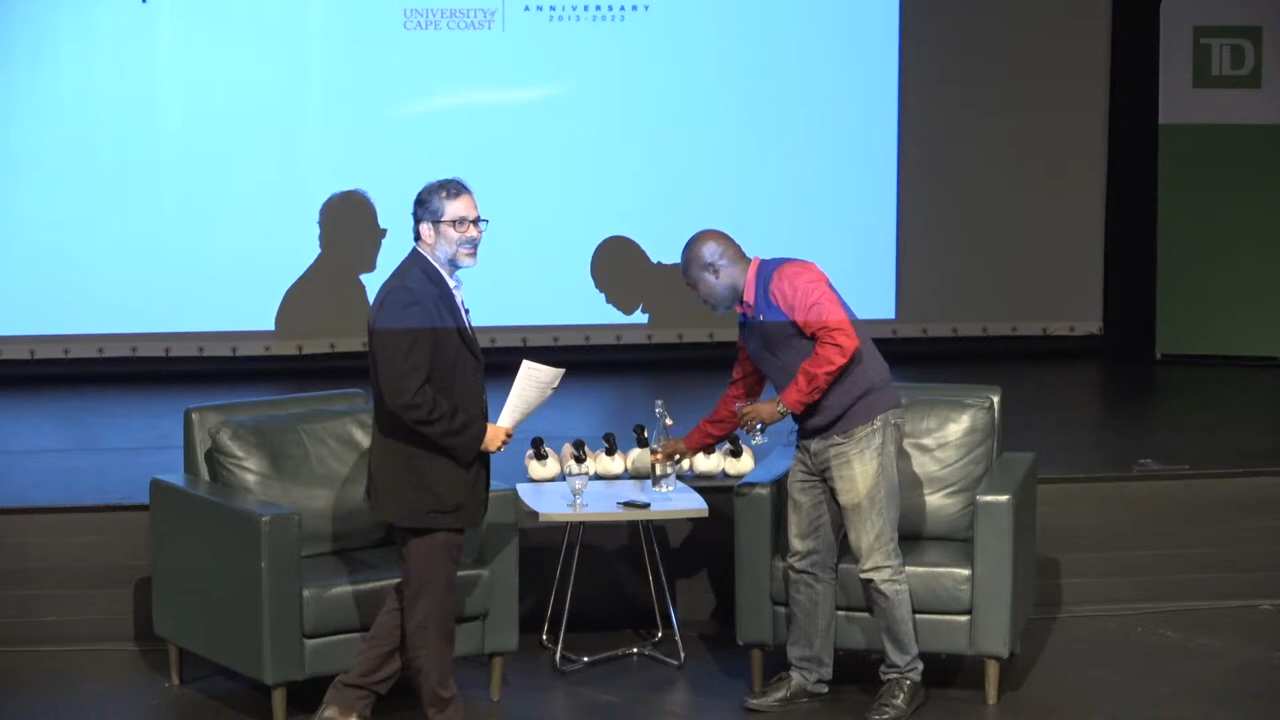 UNIVERSITY of
CAPE COAST
ANNIVERSARY
2013-2023
TD